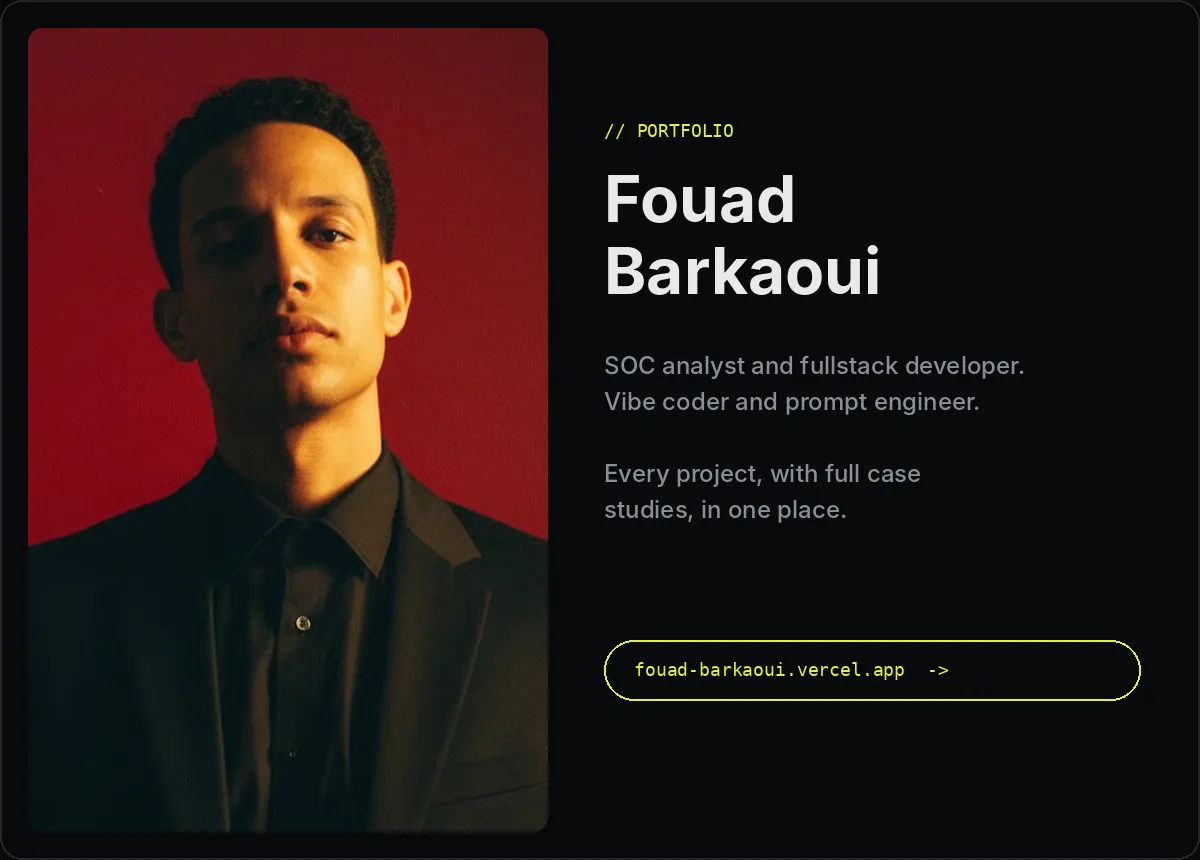 // PORTFOLIO
Fouad
Barkaoui
SOC analyst and fullstack developer.
Vibe coder and prompt engineer.
Every project, with full case
studies, in one place.
fouad-barkaoui.vercel.app  ->